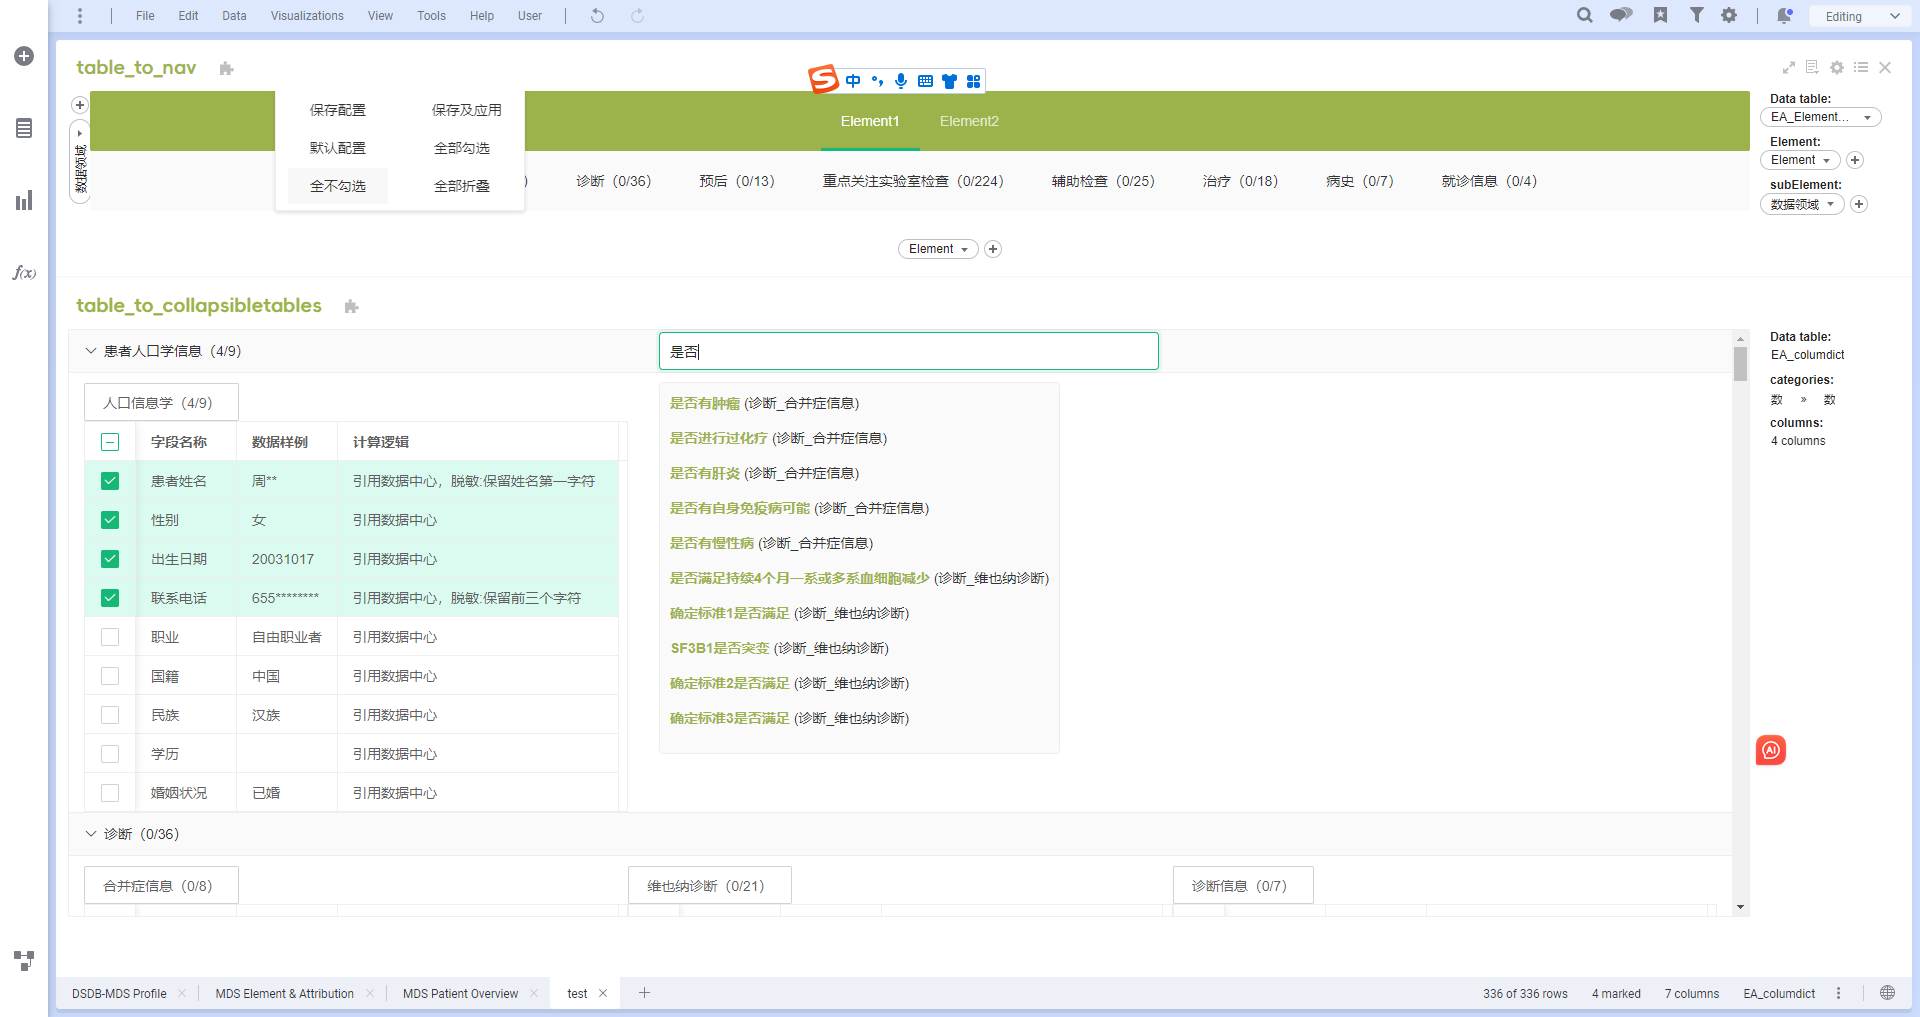 File Edit Data Visualizations View Tools Help User Editing
table_to_nav
中
保存配置 保存及应用
默认配置 全部勾选
全不勾选 全部折叠
Element1 Element2
数据领域
诊断（0/36） 预后（0/13） 重点关注实验室检查（0/224） 辅助检查（0/25） 治疗（0/18） 病史（0/7） 就诊信息（0/4）
Element
Data table:
EA_Element...
Element:
Element
subElement:
数据领域
f(x)
table_to_collapsibletables
患者人口学信息（4/9）
是否
人口信息学（4/9）
字段名称 数据样例 计算逻辑
患者姓名 周** 引用数据中心，脱敏:保留姓名第一字符
性别 女 引用数据中心
出生日期 20031017 引用数据中心
联系电话 655******** 引用数据中心，脱敏:保留前三个字符
职业 自由职业者 引用数据中心
国籍 中国 引用数据中心
民族 汉族 引用数据中心
学历 引用数据中心
婚姻状况 已婚 引用数据中心
是否有肿瘤 (诊断_合并症信息)
是否进行过化疗 (诊断_合并症信息)
是否有肝炎 (诊断_合并症信息)
是否有自身免疫病可能 (诊断_合并症信息)
是否有慢性病 (诊断_合并症信息)
是否满足持续4个月一系或多系血细胞减少 (诊断_维也纳诊断)
确定标准1是否满足 (诊断_维也纳诊断)
SF3B1是否突变 (诊断_维也纳诊断)
确定标准2是否满足 (诊断_维也纳诊断)
确定标准3是否满足 (诊断_维也纳诊断)
Data table:
EA_columdict
categories:
数 » 数
columns:
4 columns
AI
诊断（0/36）
合并症信息（0/8） 维也纳诊断（0/21） 诊断信息（0/7）
DSDB-MDS Profile MDS Element & Attribution MDS Patient Overview test 336 of 336 rows 4 marked 7 columns EA_columdict